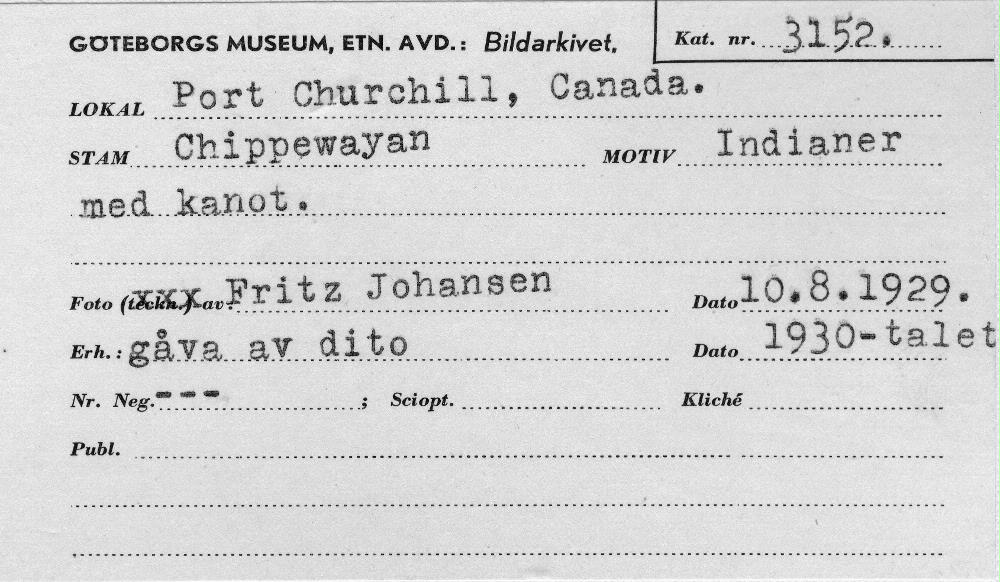 GÖTEBORGS MUSEUM, ETN. AVD.: Bildarkivet. Kat. nr. 3152.
LOKAL Port Churchill, Canada.
STAM Chippewayan MOTIV Indianer
med kanot.
Foto (teckn.) av: Fritz Johansen Dato 10.8.1929.
Erh.: gåva av dito Dato 1930-talet
Nr. Neg. --- ; Sciopt. Kliché
Publ.